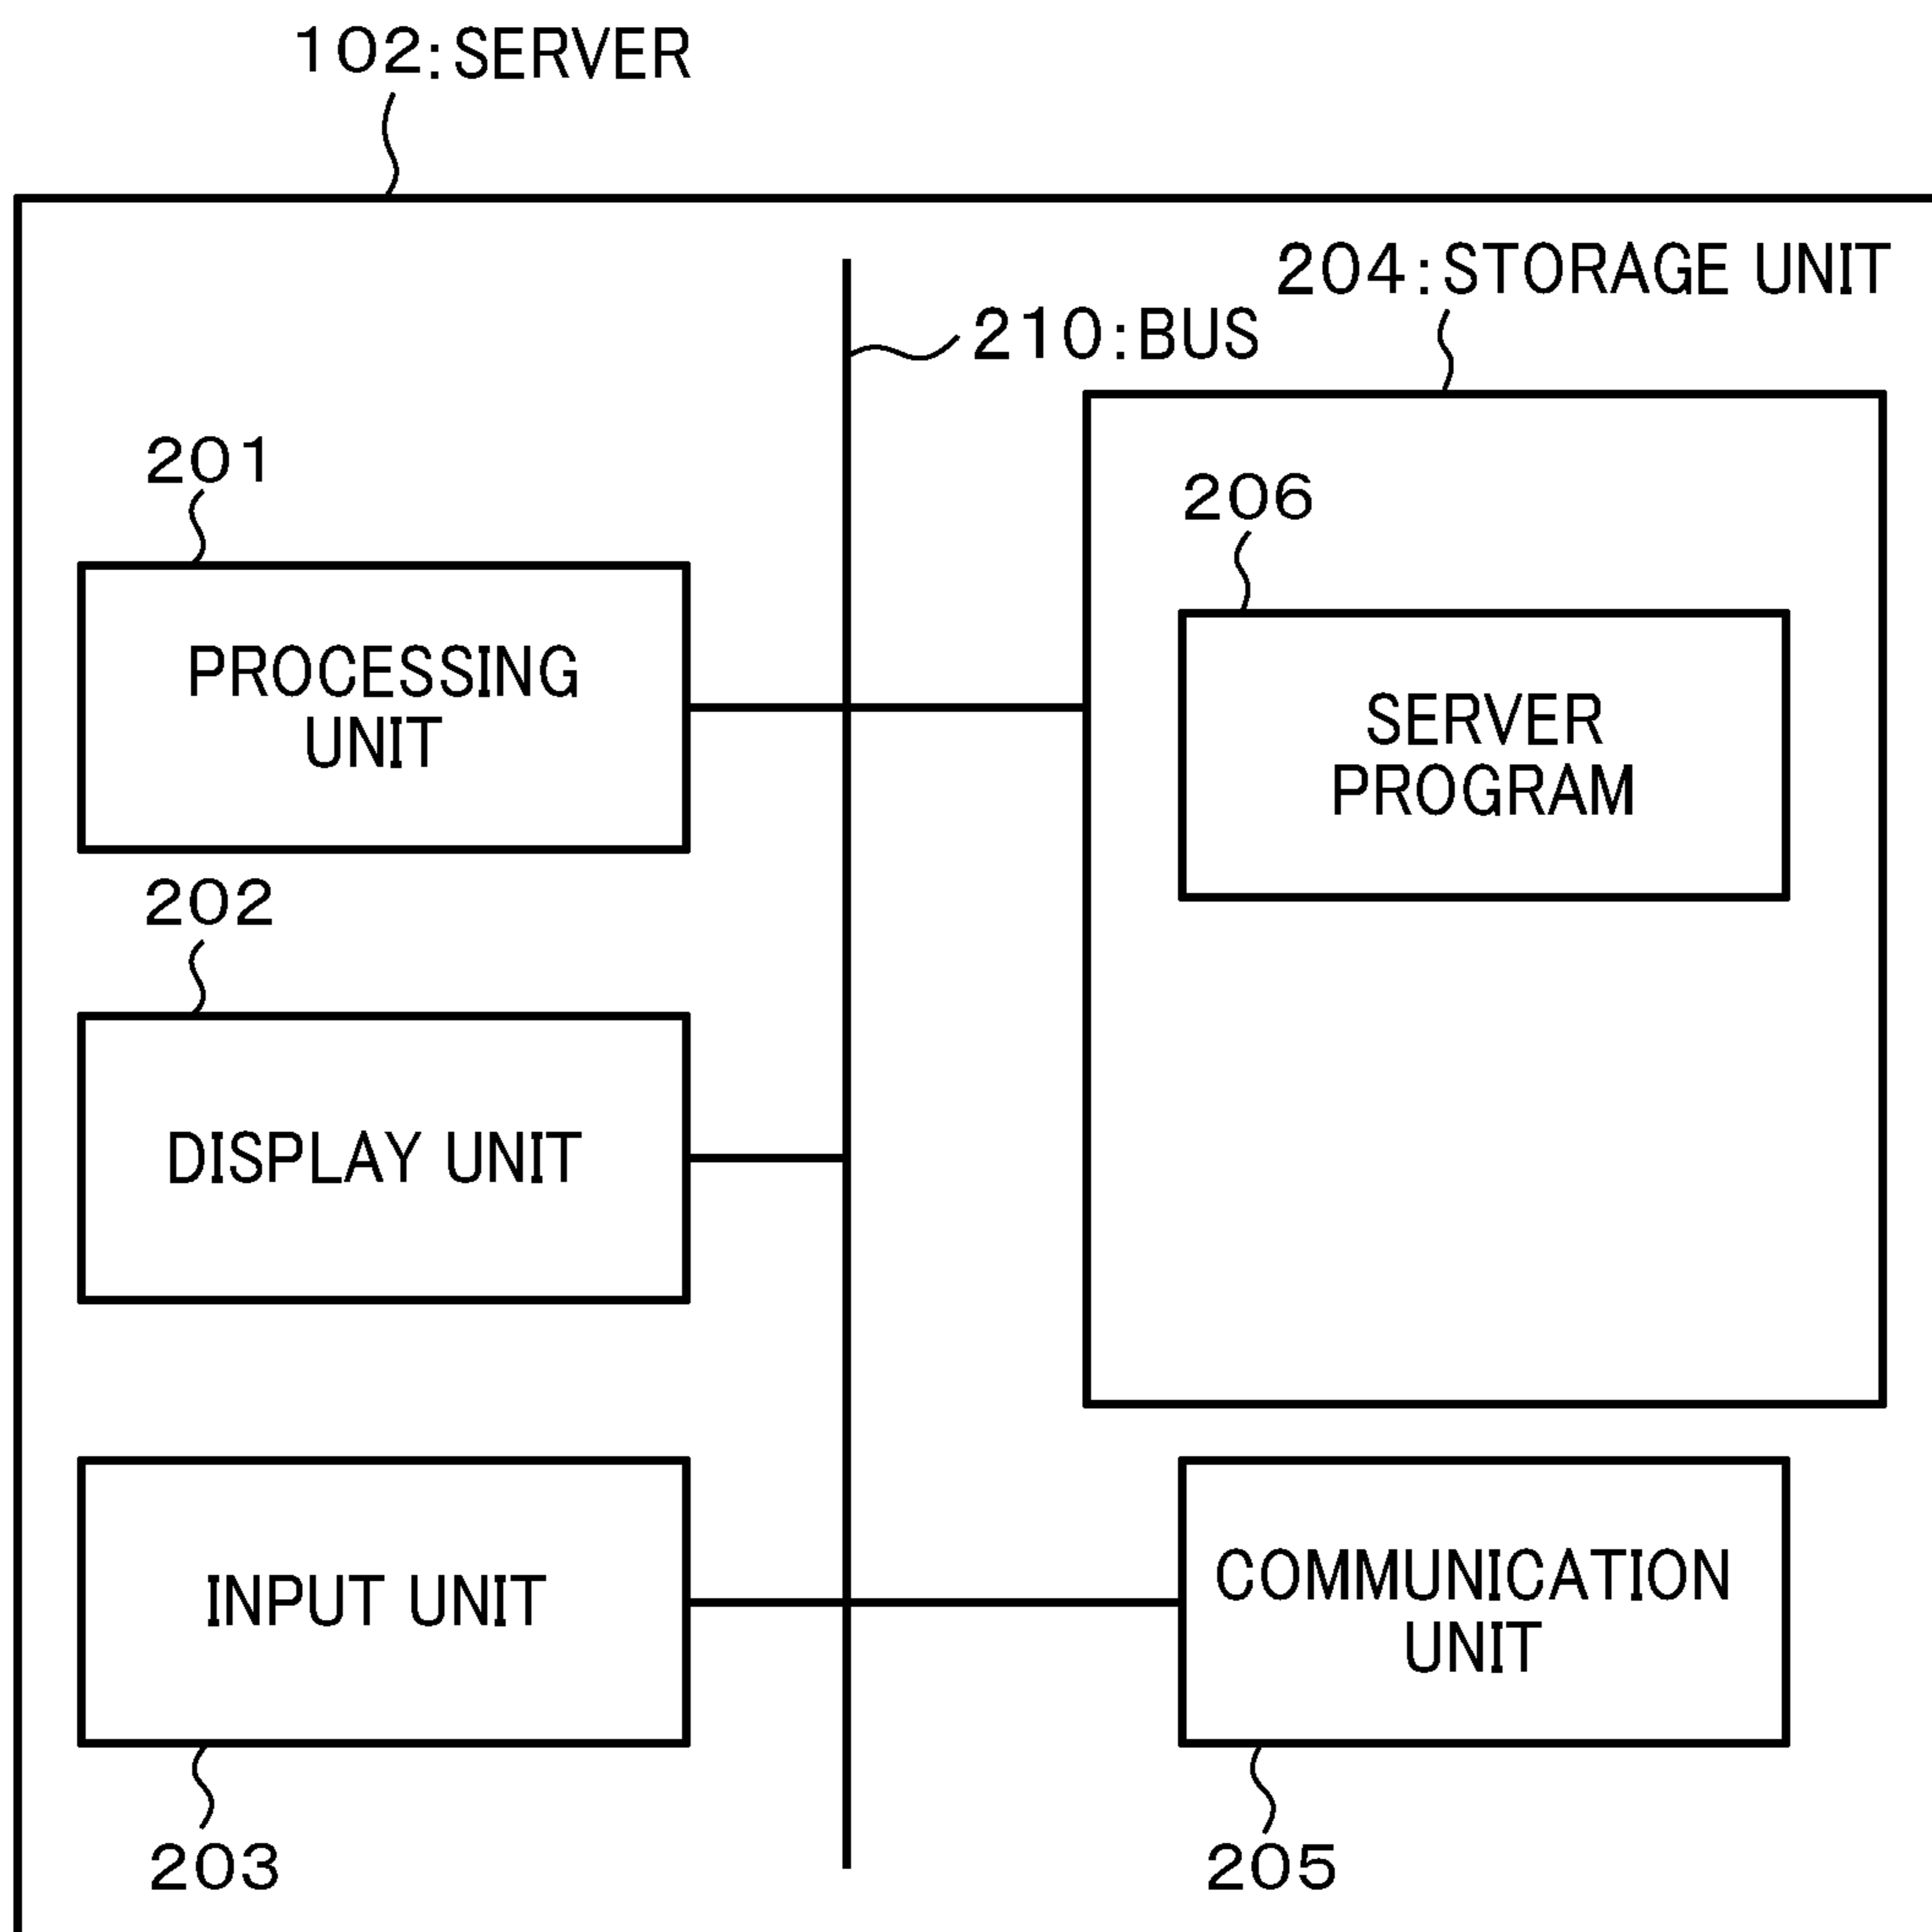 102:SERVER
204:STORAGE UNIT
210:BUS
201
206
PROCESSING
UNIT
SERVER
PROGRAM
202
DISPLAY UNIT
INPUT UNIT
COMMUNICATION
UNIT
203
205